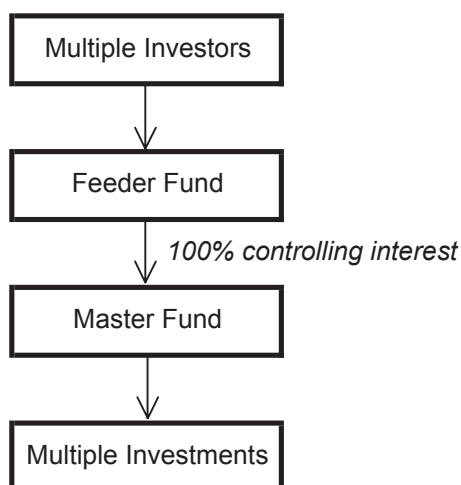 Multiple Investors
Feeder Fund
100% controlling interest
Master Fund
Multiple Investments